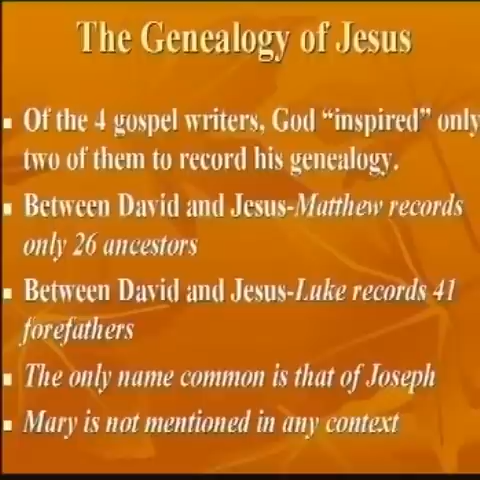 The Genealogy of Jesus
Of the 4 gospel writers, God “inspired” only
two of them to record his genealogy.
Between David and Jesus-Matthew records
only 26 ancestors
Between David and Jesus-Luke records 41
forefathers
The only name common is that of Joseph
Mary is not mentioned in any context